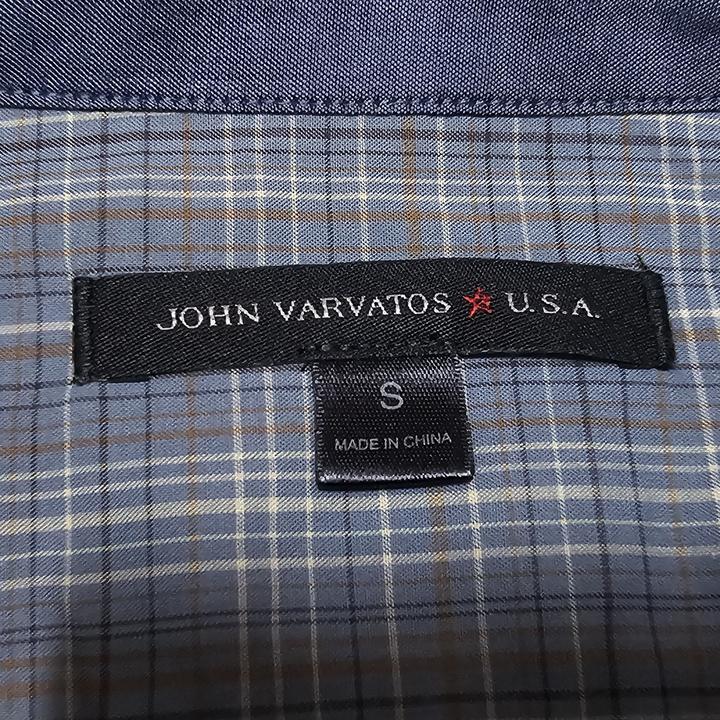 JOHN VARVATOS ★ U.S.A.
S
MADE IN CHINA